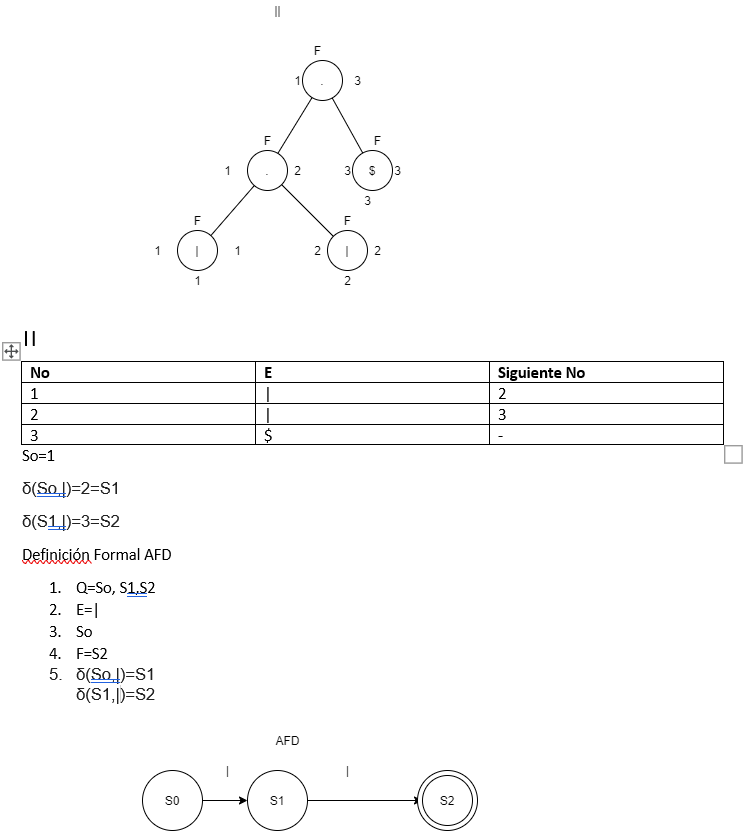 ||
F
1 . 3
F F
1 . 2 3 $ 3
3
F F
1 | 1 2 | 2
1 2
||
No E Siguiente No
1 | 2
2 | 3
3 $ -
So=1
δ(So,|)=2=S1
δ(S1,|)=3=S2
Definición Formal AFD
1. Q=So, S1,S2
2. E=|
3. So
4. F=S2
5. δ(So,|)=S1
δ(S1,|)=S2
AFD
| |
S0 S1 S2